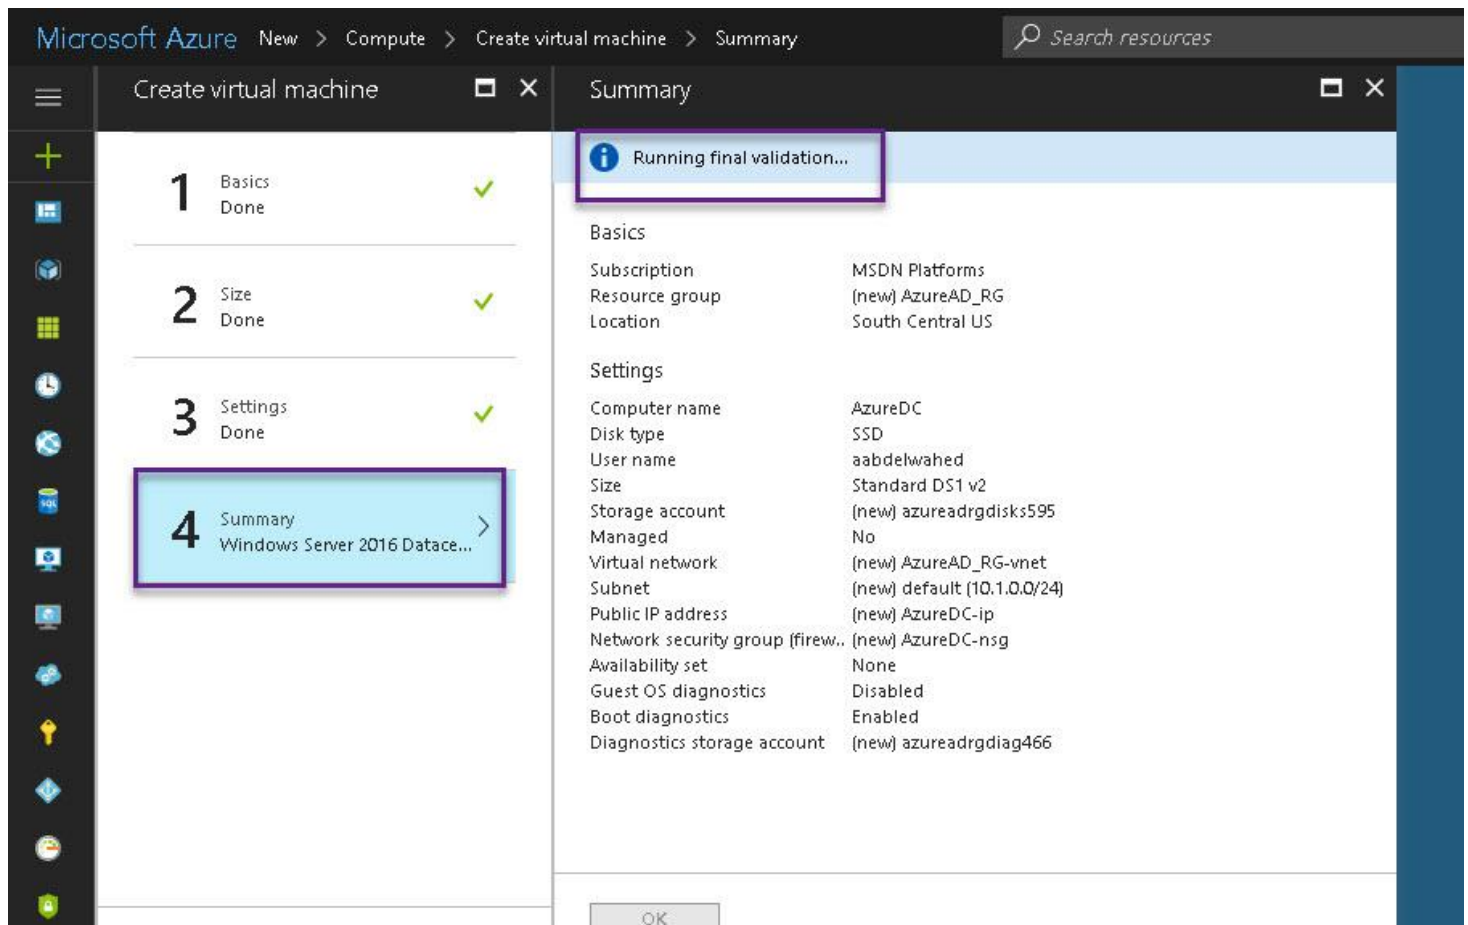 Microsoft Azure New > Compute > Create virtual machine > Summary
Search resources
Create virtual machine
Summary
1 Basics
Done
2 Size
Done
3 Settings
Done
4 Summary
Windows Server 2016 Datace...
Running final validation...
Basics
Subscription MSDN Platforms
Resource group (new) AzureAD_RG
Location South Central US
Settings
Computer name AzureDC
Disk type SSD
User name aabdelwahed
Size Standard DS1 v2
Storage account (new) azureadrgdisks595
Managed No
Virtual network (new) AzureAD_RG-vnet
Subnet (new) default (10.1.0.0/24)
Public IP address (new) AzureDC-ip
Network security group (firew.. (new) AzureDC-nsg
Availability set None
Guest OS diagnostics Disabled
Boot diagnostics Enabled
Diagnostics storage account (new) azureadrgdiag466
OK
SQL